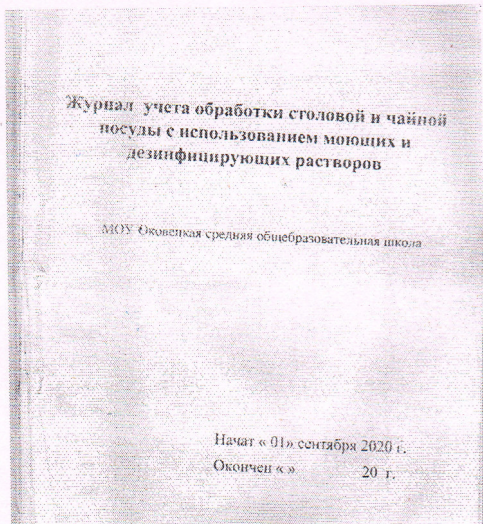 Журнал учета обработки столовой и чайной
посуды с использованием моющих и
дезинфицирующих растворов
МОУ Оковецкая средняя общебразовательная школа
Начат « 01» сентября 2020 г.
Окончен « » 20 г.